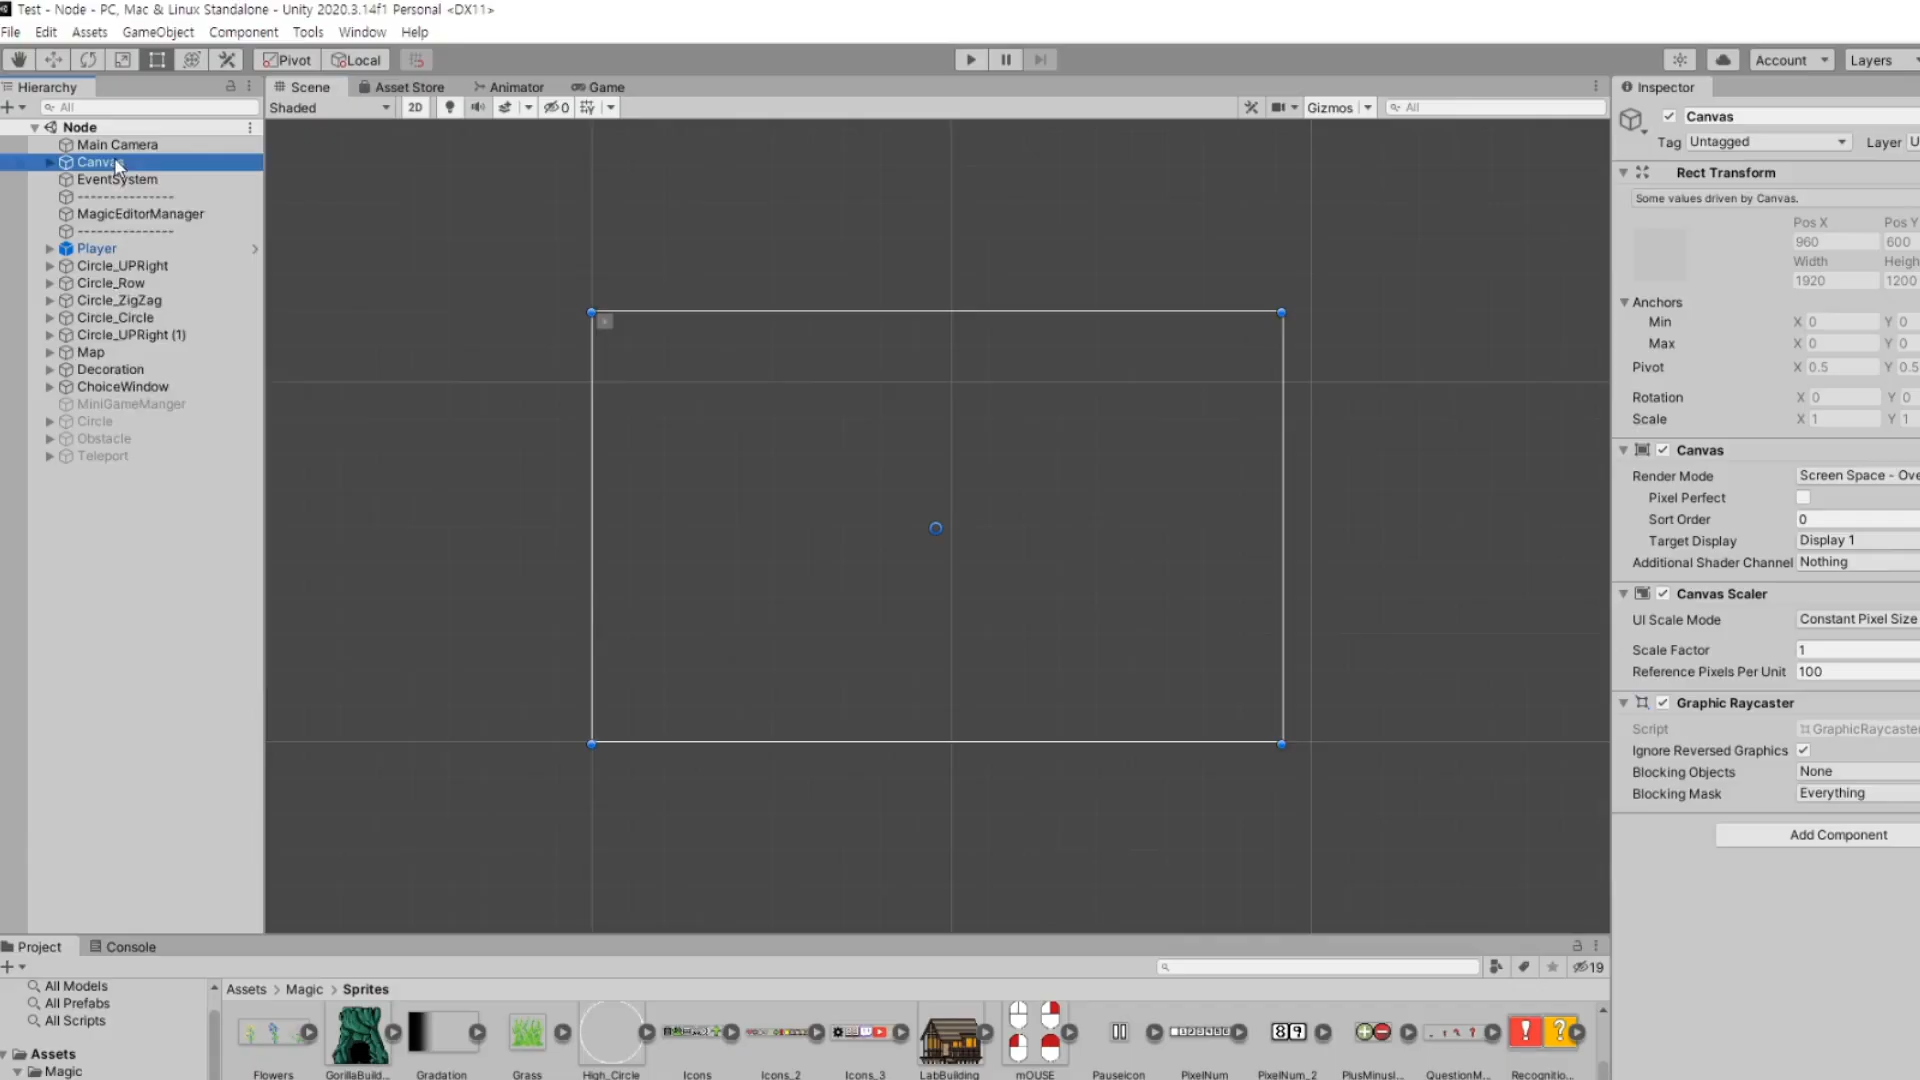 Test - Node - PC, Mac & Linux Standalone - Unity 2020.3.14f1 Personal <DX11>
File Edit Assets GameObject Component Tools Window Help
Pivot Local Account Layers
Hierarchy Scene Asset Store Animator Game Inspector
All Shaded 2D 0 Gizmos All
Canvas
Tag Untagged Layer U
Node
Main Camera
Canvas
EventSystem
---------------
MagicEditorManager
---------------
Player
Circle_UPRight
Circle_Row
Circle_ZigZag
Circle_Circle
Circle_UPRight (1)
Map
Decoration
ChoiceWindow
MiniGameManger
Circle
Obstacle
Teleport
Rect Transform
Some values driven by Canvas.
Pos X Pos Y
960 600
Width Heigh
1920 1200
Anchors
Min X 0 Y 0
Max X 0 Y 0
Pivot X 0.5 Y 0.5
Rotation X 0 Y 0
Scale X 1 Y 1
Canvas
Render Mode Screen Space - Ove
Pixel Perfect
Sort Order 0
Target Display Display 1
Additional Shader Channel Nothing
Canvas Scaler
UI Scale Mode Constant Pixel Size
Scale Factor 1
Reference Pixels Per Unit 100
Graphic Raycaster
Script GraphicRaycaster
Ignore Reversed Graphics
Blocking Objects None
Blocking Mask Everything
Add Component
Project Console
19
All Models
All Prefabs
All Scripts
Assets
Magic
Assets > Magic > Sprites
89 ! ?
Flowers GorillaBuild... Gradation Grass High_Circle Icons Icons_2 Icons_3 LabBuilding mOUSE Pauseicon PixelNum PixelNum_2 PlusMinusI... QuestionM... Recognitio...